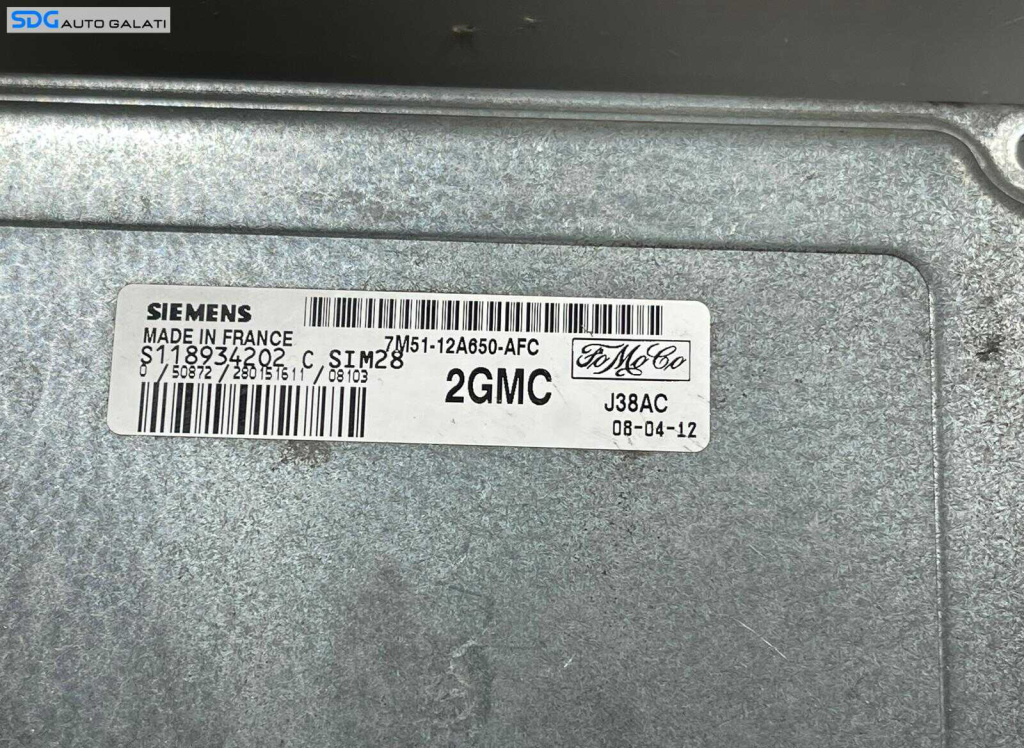 SDG AUTO GALATI
SIEMENS
MADE IN FRANCE
7M51-12A650-AFC
S118934202 C SIM28
0 /50872/280151611/08103
2GMC
FoMoCo
J38AC
08-04-12